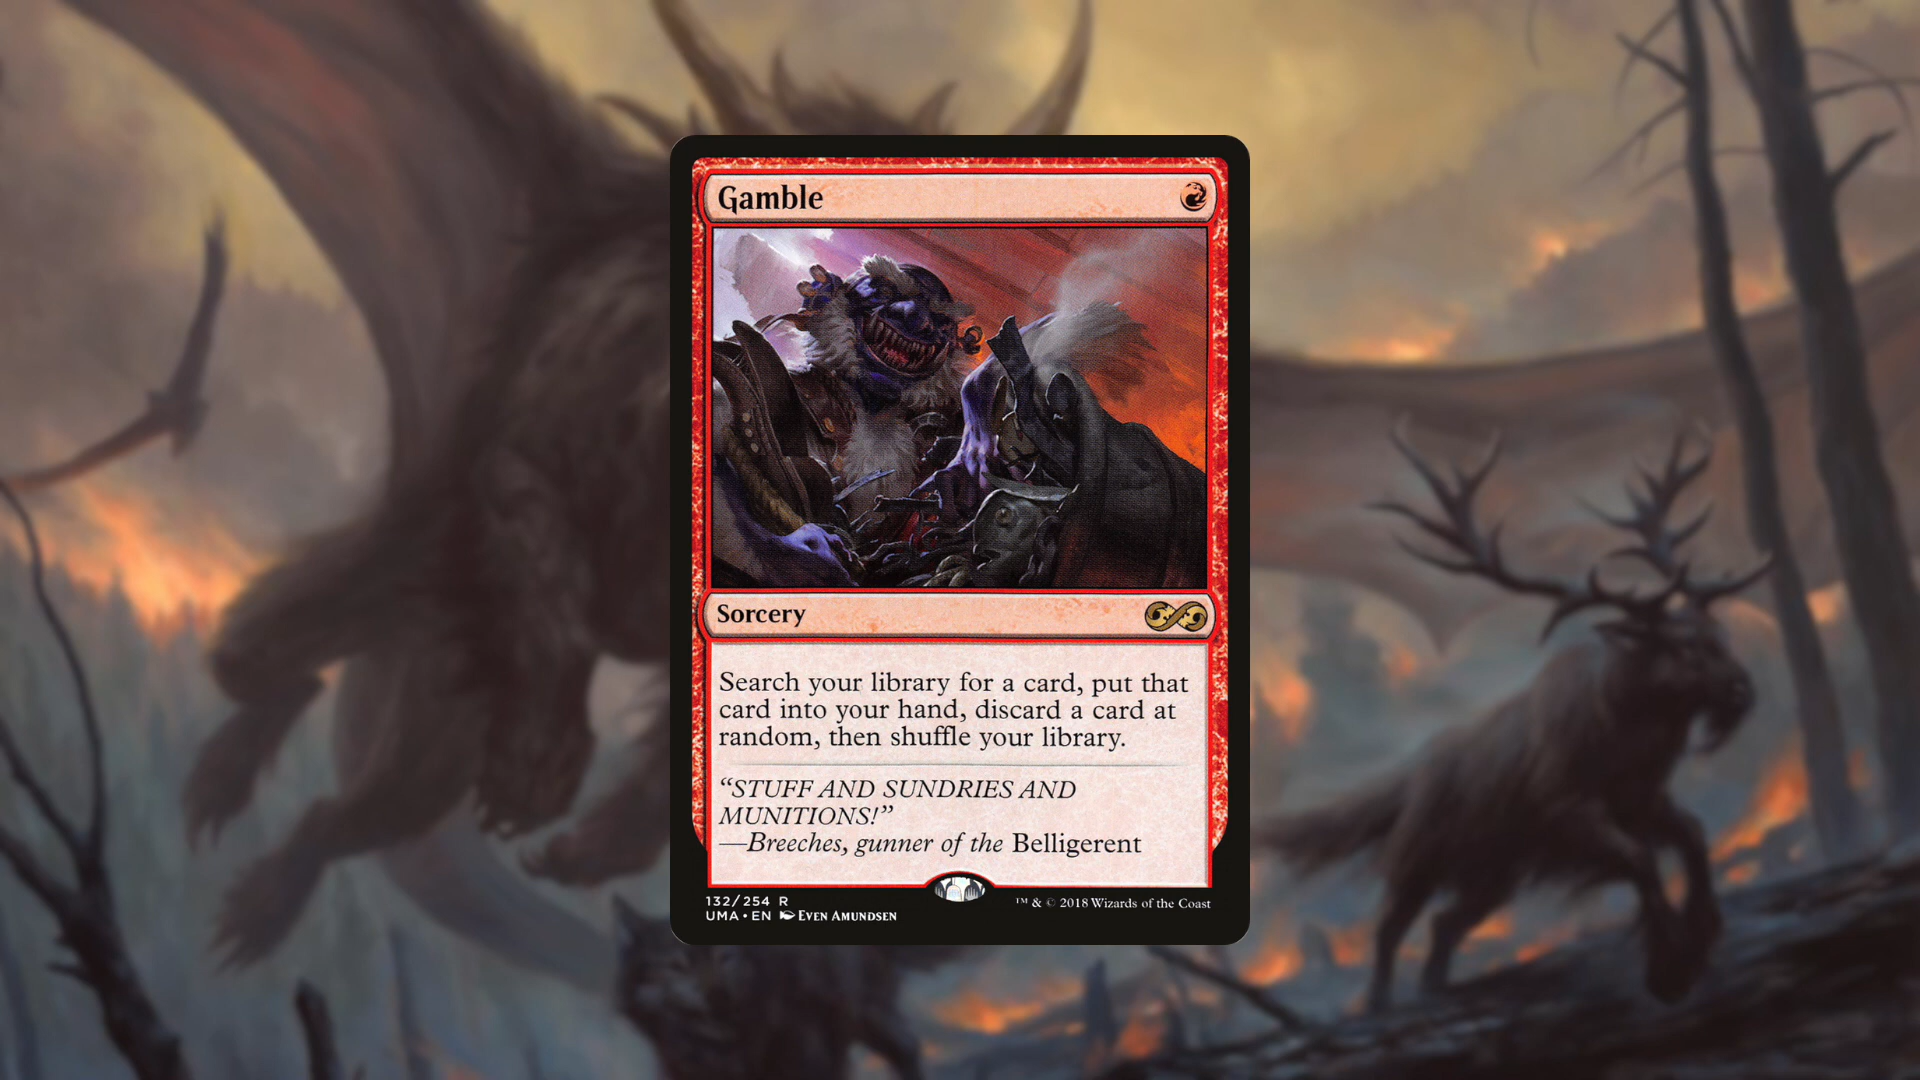 Gamble
Sorcery
Search your library for a card, put that
card into your hand, discard a card at
random, then shuffle your library.
“STUFF AND SUNDRIES AND
MUNITIONS!”
—Breeches, gunner of the Belligerent
132/254 R
UMA • EN Even Amundsen
™ & © 2018 Wizards of the Coast